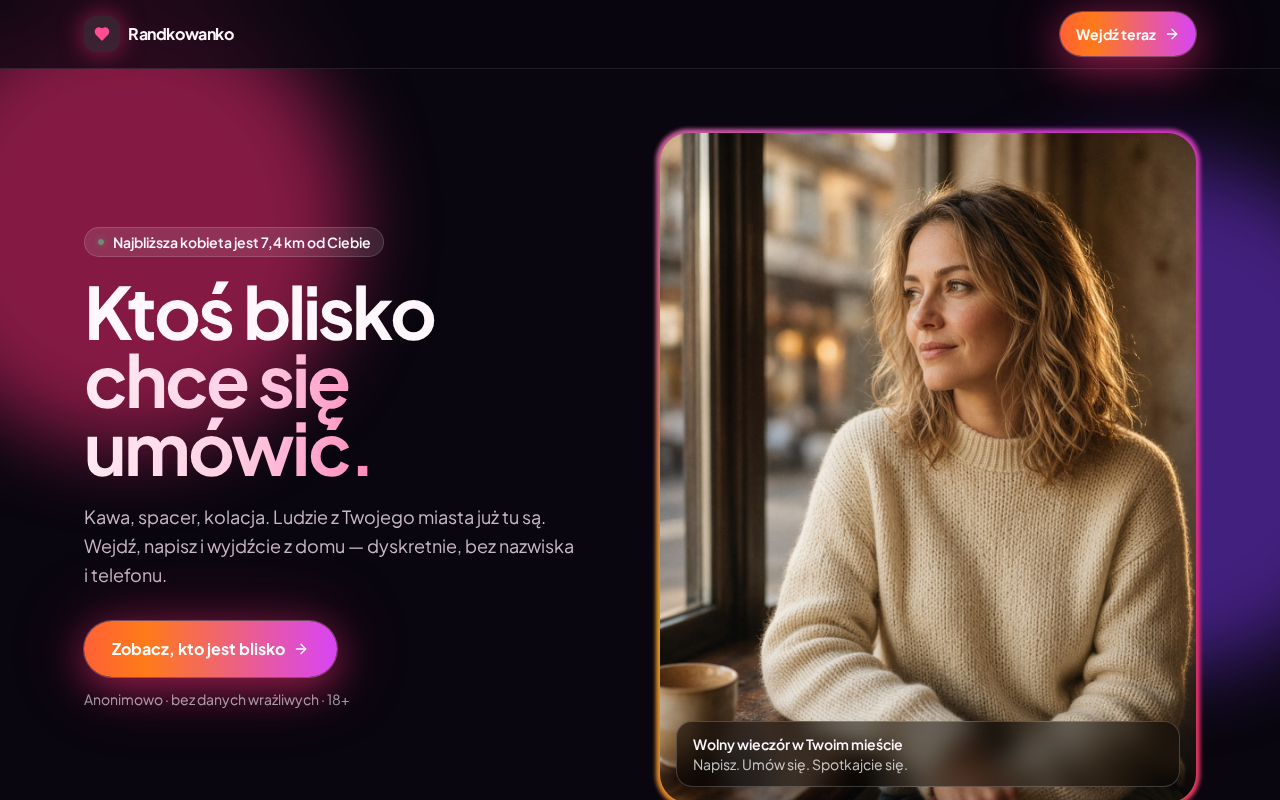 Randkowanko
Wejdź teraz
Najbliższa kobieta jest 7,4 km od Ciebie
Ktoś blisko
chce się
umówić.
Kawa, spacer, kolacja. Ludzie z Twojego miasta już tu są.
Wejdź, napisz i wyjdźcie z domu — dyskretnie, bez nazwiska
i telefonu.
Zobacz, kto jest blisko
Anonimowo · bez danych wrażliwych · 18+
Wolny wieczór w Twoim mieście
Napisz. Umów się. Spotkajcie się.